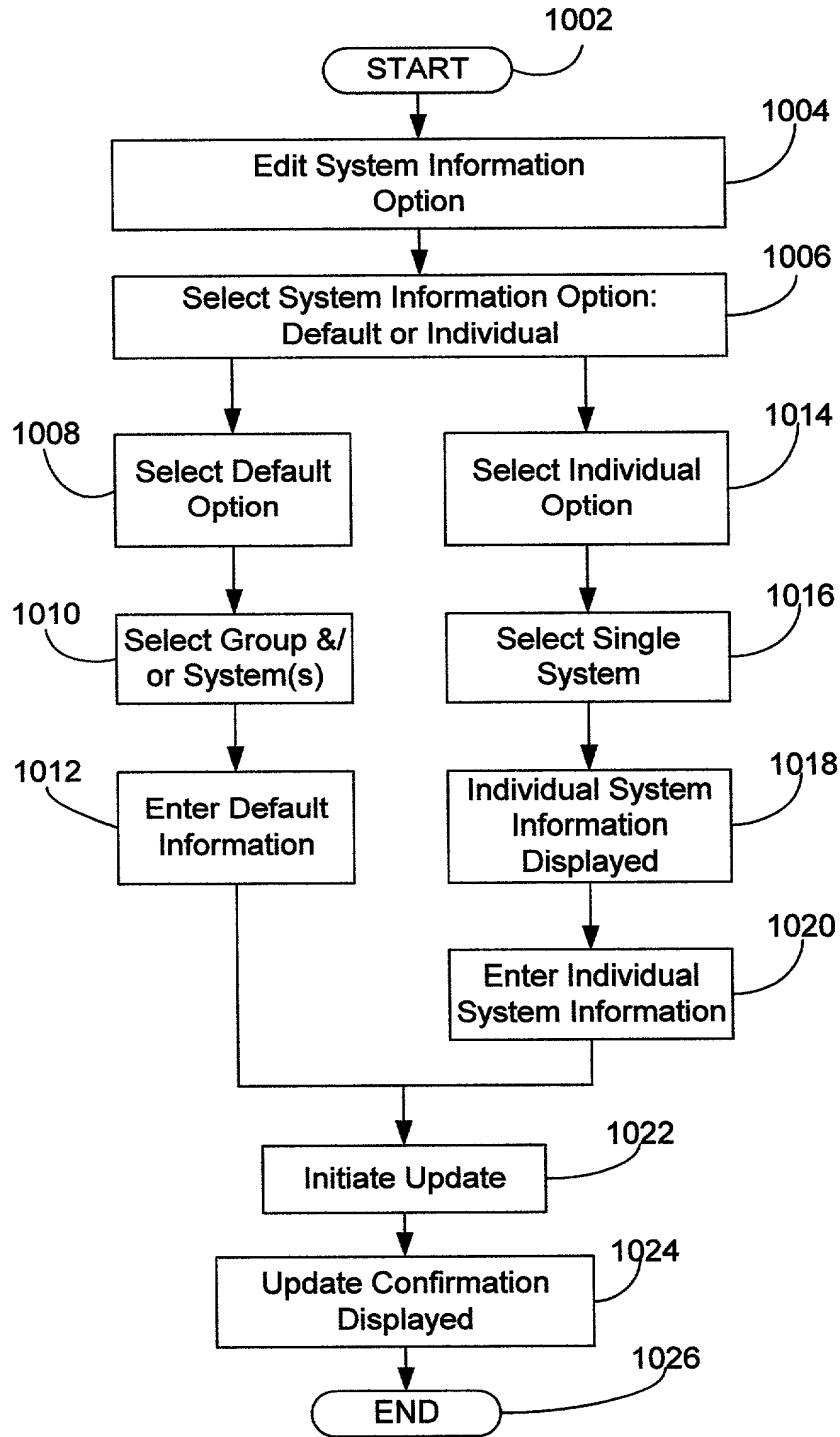 1002
START
1004
Edit System Information
Option
1006
Select System Information Option:
Default or Individual
1008
Select Default
Option
1014
Select Individual
Option
1010
Select Group &/
or System(s)
1016
Select Single
System
1012
Enter Default
Information
1018
Individual System
Information
Displayed
1020
Enter Individual
System Information
1022
Initiate Update
1024
Update Confirmation
Displayed
1026
END